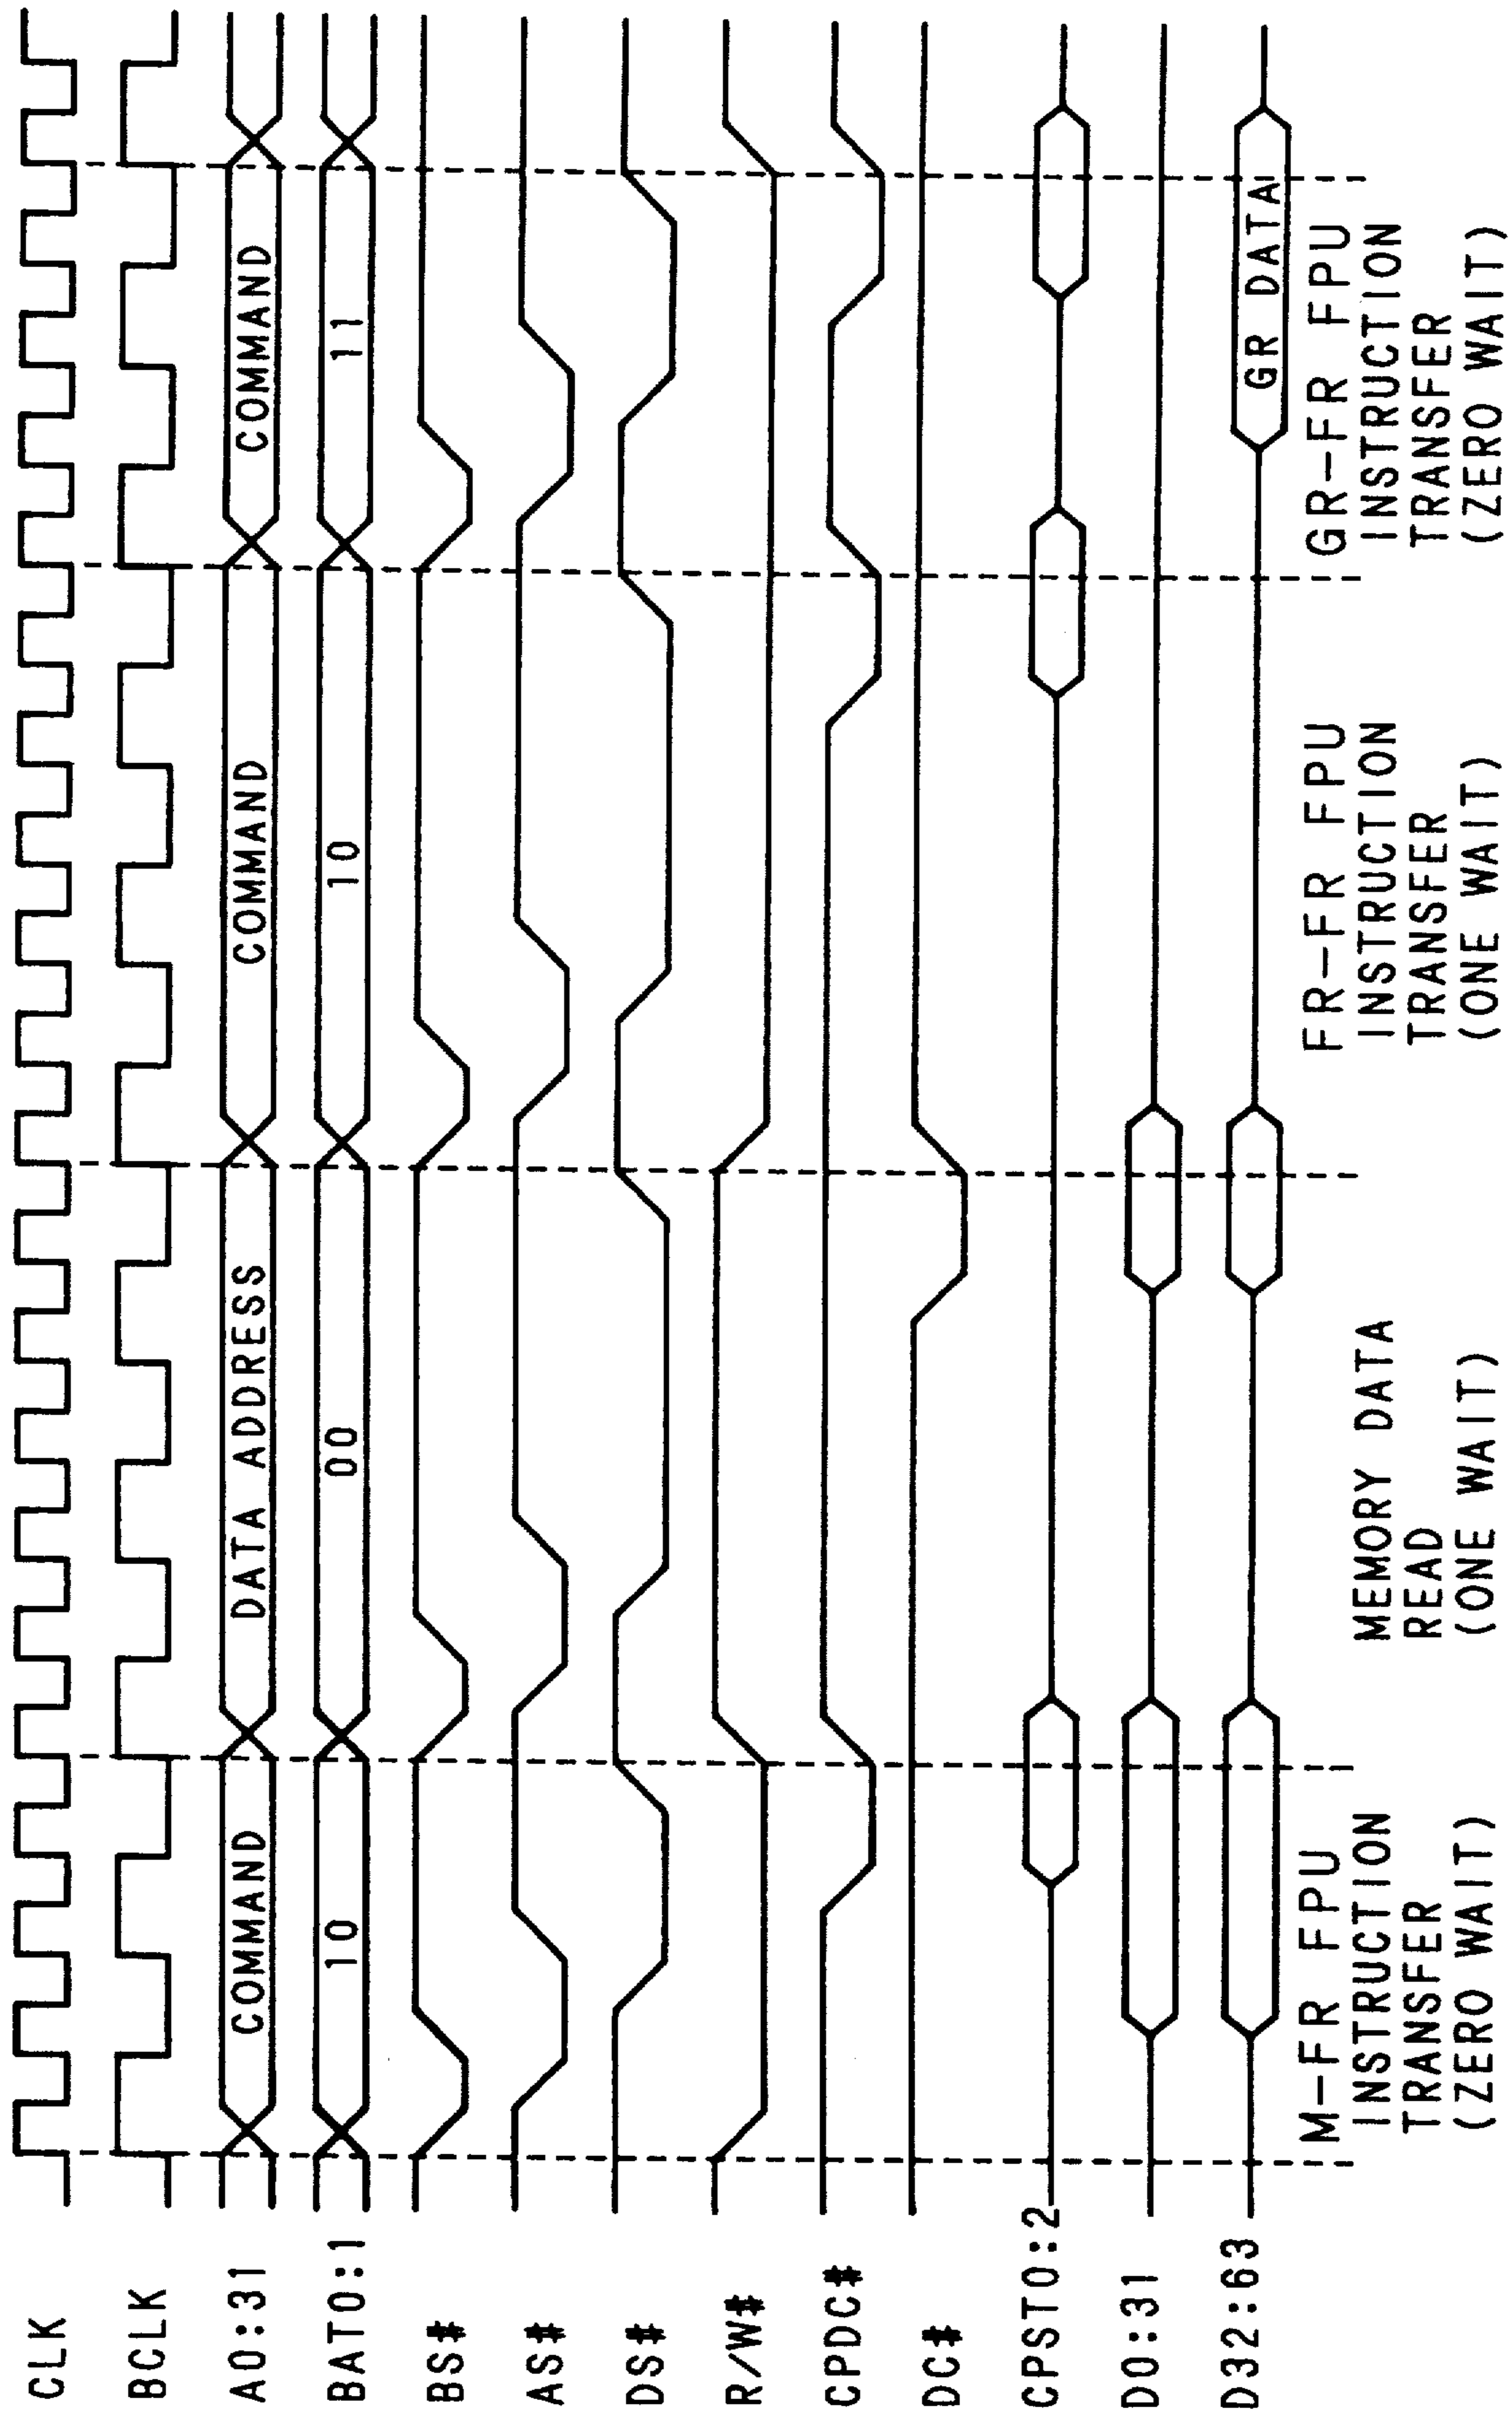 CLK
BCLK
A0:31
COMMAND
DATA ADDRESS
COMMAND
COMMAND
BAT0:1
10
00
10
11
BS#
AS#
DS#
R/W#
CPDC#
DC#
CPST0:2
D0:31
D32:63
GR DATA
M-FR FPU
INSTRUCTION
TRANSFER
(ZERO WAIT)
MEMORY DATA
READ
(ONE WAIT)
FR-FR FPU
INSTRUCTION
TRANSFER
(ONE WAIT)
GR-FR FPU
INSTRUCTION
TRANSFER
(ZERO WAIT)